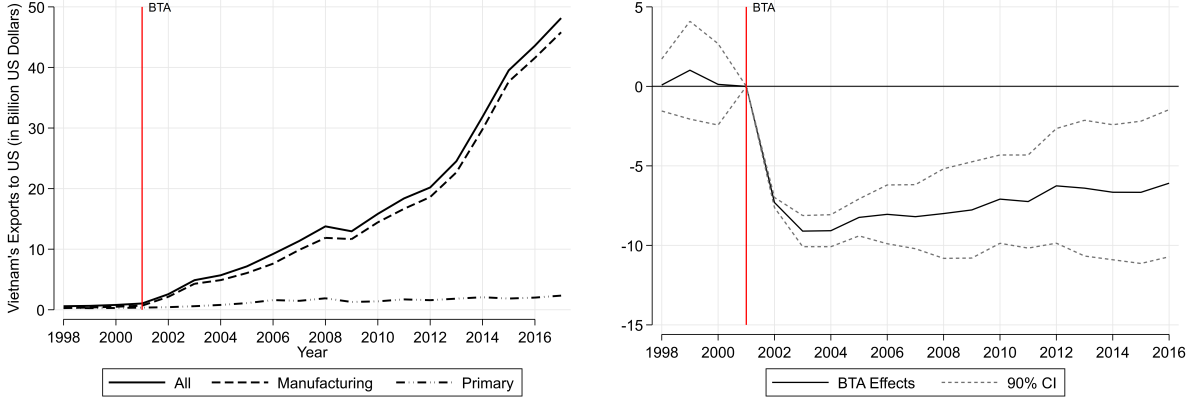 Vietnam's Exports to US (in Billion US Dollars)
50
40
30
20
10
0
BTA
1998 2000 2002 2004 2006 2008 2010 2012 2014 2016
Year
All Manufacturing Primary
5
0
-5
-10
-15
BTA
1998 2000 2002 2004 2006 2008 2010 2012 2014 2016
BTA Effects 90% CI